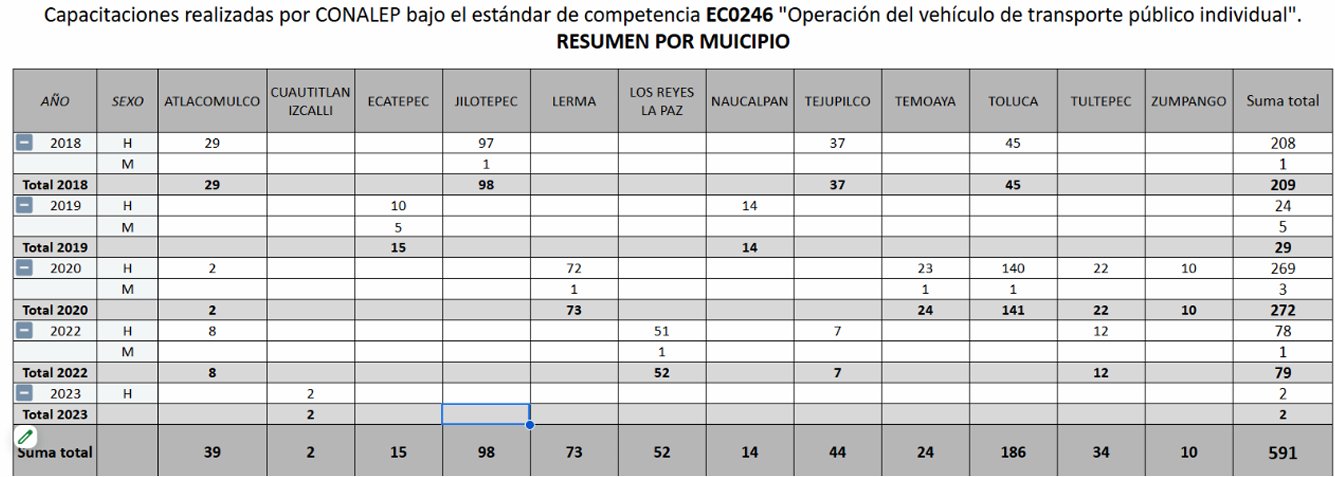 Capacitaciones realizadas por CONALEP bajo el estándar de competencia EC0246 "Operación del vehículo de transporte público individual".
RESUMEN POR MUICIPIO
AÑO SEXO ATLACOMULCO CUAUTITLAN IZCALLI ECATEPEC JILOTEPEC LERMA LOS REYES LA PAZ NAUCALPAN TEJUPILCO TEMOAYA TOLUCA TULTEPEC ZUMPANGO Suma total
2018 H 29 97 37 45 208
M 1 1
Total 2018 29 98 37 45 209
2019 H 10 14 24
M 5 5
Total 2019 15 14 29
2020 H 2 72 23 140 22 10 269
M 1 1 1 3
Total 2020 2 73 24 141 22 10 272
2022 H 8 51 7 12 78
M 1 1
Total 2022 8 52 7 12 79
2023 H 2 2
Total 2023 2 2
Suma total 39 2 15 98 73 52 14 44 24 186 34 10 591